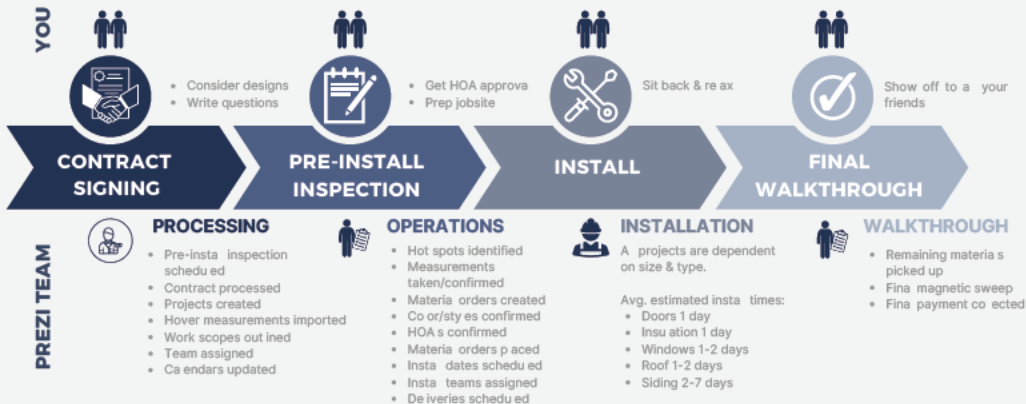 YOU
• Consider designs
• Write questions
• Get HOA approva
• Prep jobsite
Sit back & re ax
Show off to a  your
friends
CONTRACT
SIGNING
PRE-INSTALL
INSPECTION
INSTALL
FINAL
WALKTHROUGH
PREZI TEAM
PROCESSING
• Pre-insta  inspection
schedu ed
• Contract processed
• Projects created
• Hover measurements imported
• Work scopes out ined
• Team assigned
• Ca endars updated
OPERATIONS
• Hot spots identified
• Measurements
taken/confirmed
• Materia  orders created
• Co or/sty es confirmed
• HOA s confirmed
• Materia  orders p aced
• Insta  dates schedu ed
• Insta  teams assigned
• De iveries schedu ed
INSTALLATION
A  projects are dependent
on size & type.
Avg. estimated insta  times:
• Doors 1 day
• Insu ation 1 day
• Windows 1-2 days
• Roof 1-2 days
• Siding 2-7 days
WALKTHROUGH
• Remaining materia s
picked up
• Fina  magnetic sweep
• Fina  payment co ected